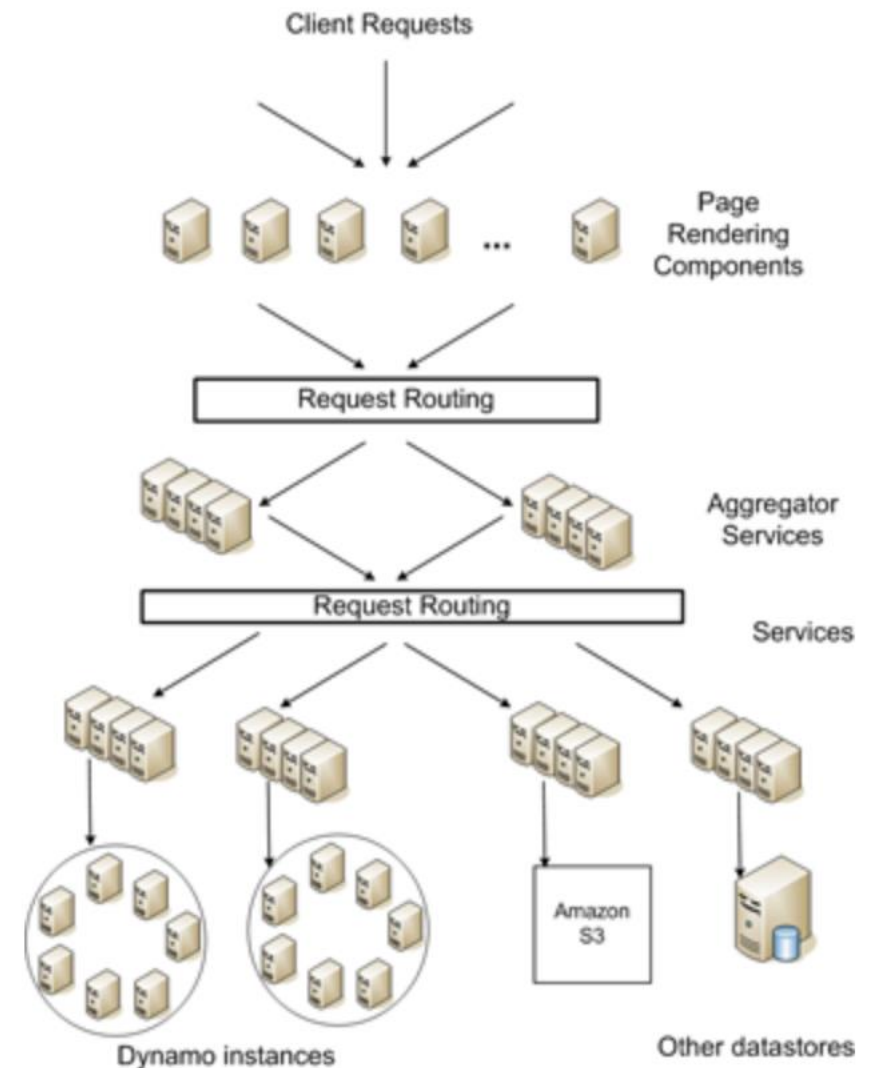 Client Requests
Page
Rendering
Components
...
Request Routing
Aggregator
Services
Request Routing
Services
Amazon
S3
Dynamo instances
Other datastores